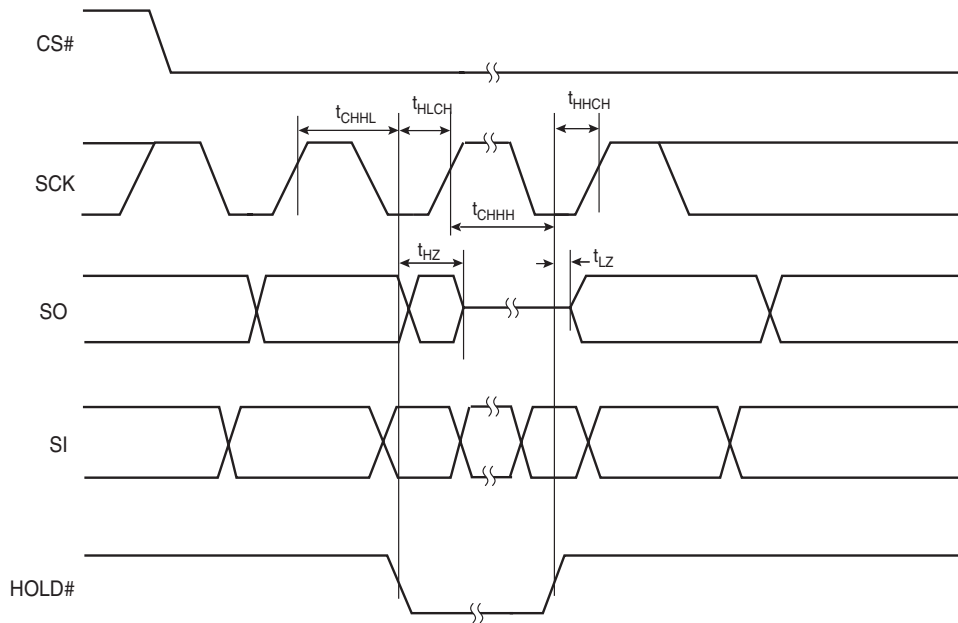 CS#
tCHHL
tHLCH
tHHCH
SCK
tCHHH
tHZ
tLZ
SO
SI
HOLD#